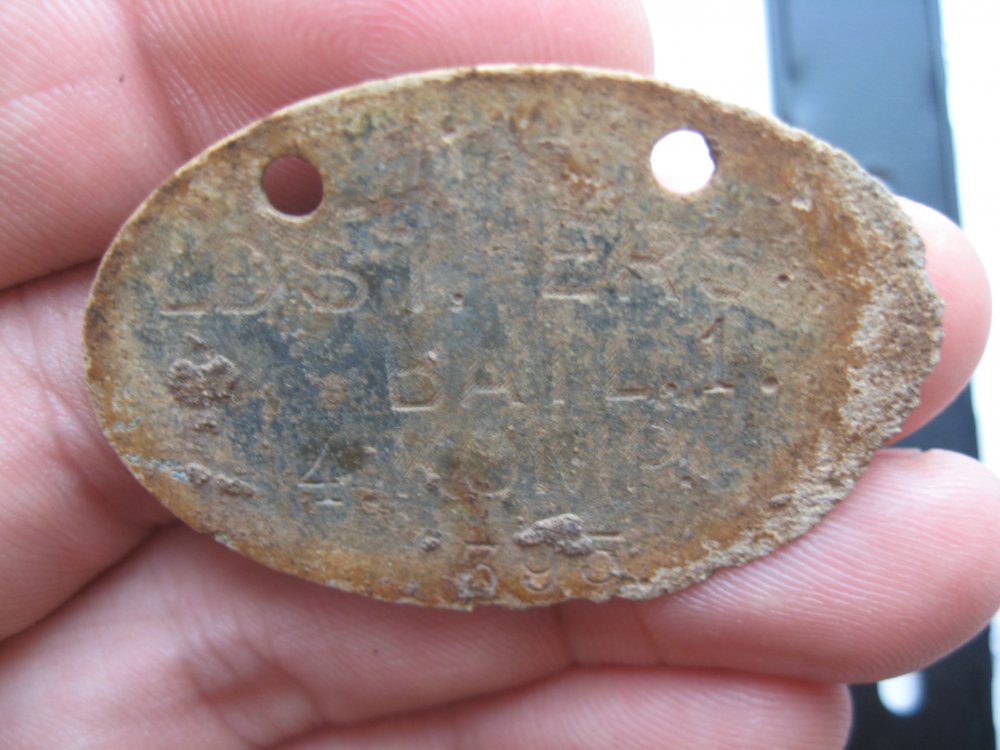 LDST. ERS
BATL. 1.
4 KOMP.
395